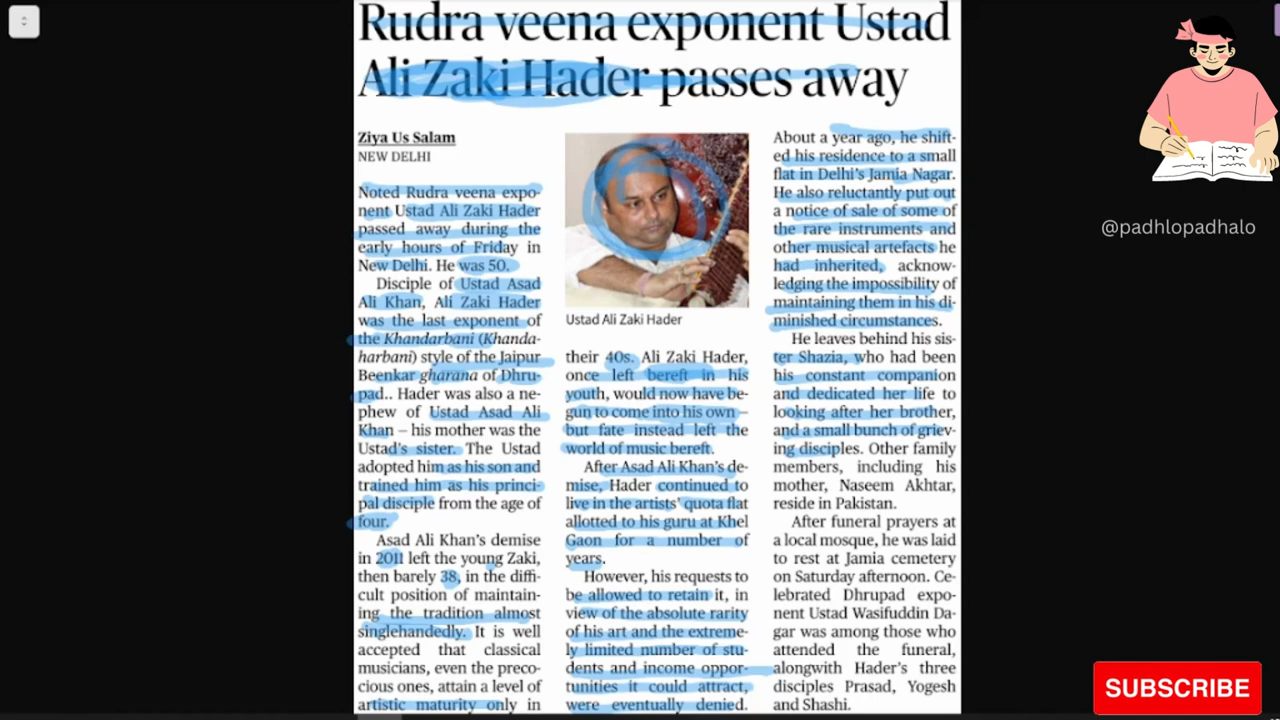 Rudra veena exponent Ustad
Ali Zaki Hader passes away
Ziya Us Salam
NEW DELHI
Noted Rudra veena expo-
nent Ustad Ali Zaki Hader
passed away during the
early hours of Friday in
New Delhi. He was 50.
Disciple of Ustad Asad
Ali Khan, Ali Zaki Hader
was the last exponent of
the Khandarbani (Khanda-
harbani) style of the Jaipur
Beenkar gharana of Dhru-
pad.. Hader was also a ne-
phew of Ustad Asad Ali
Khan – his mother was the
Ustad's sister. The Ustad
adopted him as his son and
trained him as his princi-
pal disciple from the age of
four.
Asad Ali Khan's demise
in 2011 left the young Zaki,
then barely 38, in the diffi-
cult position of maintain-
ing the tradition almost
singlehandedly. It is well
accepted that classical
musicians, even the preco-
cious ones, attain a level of
artistic maturity only in
Ustad Ali Zaki Hader
their 40s. Ali Zaki Hader,
once left bereft in his
youth, would now have be-
gun to come into his own –
but fate instead left the
world of music bereft.
After Asad Ali Khan's de-
mise, Hader continued to
live in the artists' quota flat
allotted to his guru at Khel
Gaon for a number of
years.
However, his requests to
be allowed to retain it, in
view of the absolute rarity
of his art and the extreme-
ly limited number of stu-
dents and income oppor-
tunities it could attract,
were eventually denied.
About a year ago, he shift-
ed his residence to a small
flat in Delhi's Jamia Nagar.
He also reluctantly put out
a notice of sale of some of
the rare instruments and
other musical artefacts he
had inherited, acknow-
ledging the impossibility of
maintaining them in his di-
minished circumstances.
He leaves behind his sis-
ter Shazia, who had been
his constant companion
and dedicated her life to
looking after her brother,
and a small bunch of griev-
ing disciples. Other family
members, including his
mother, Naseem Akhtar,
reside in Pakistan.
After funeral prayers at
a local mosque, he was laid
to rest at Jamia cemetery
on Saturday afternoon. Ce-
lebrated Dhrupad expo-
nent Ustad Wasifuddin Da-
gar was among those who
attended the funeral,
alongwith Hader's three
disciples Prasad, Yogesh
and Shashi.
@padhlopadhalo
SUBSCRIBE